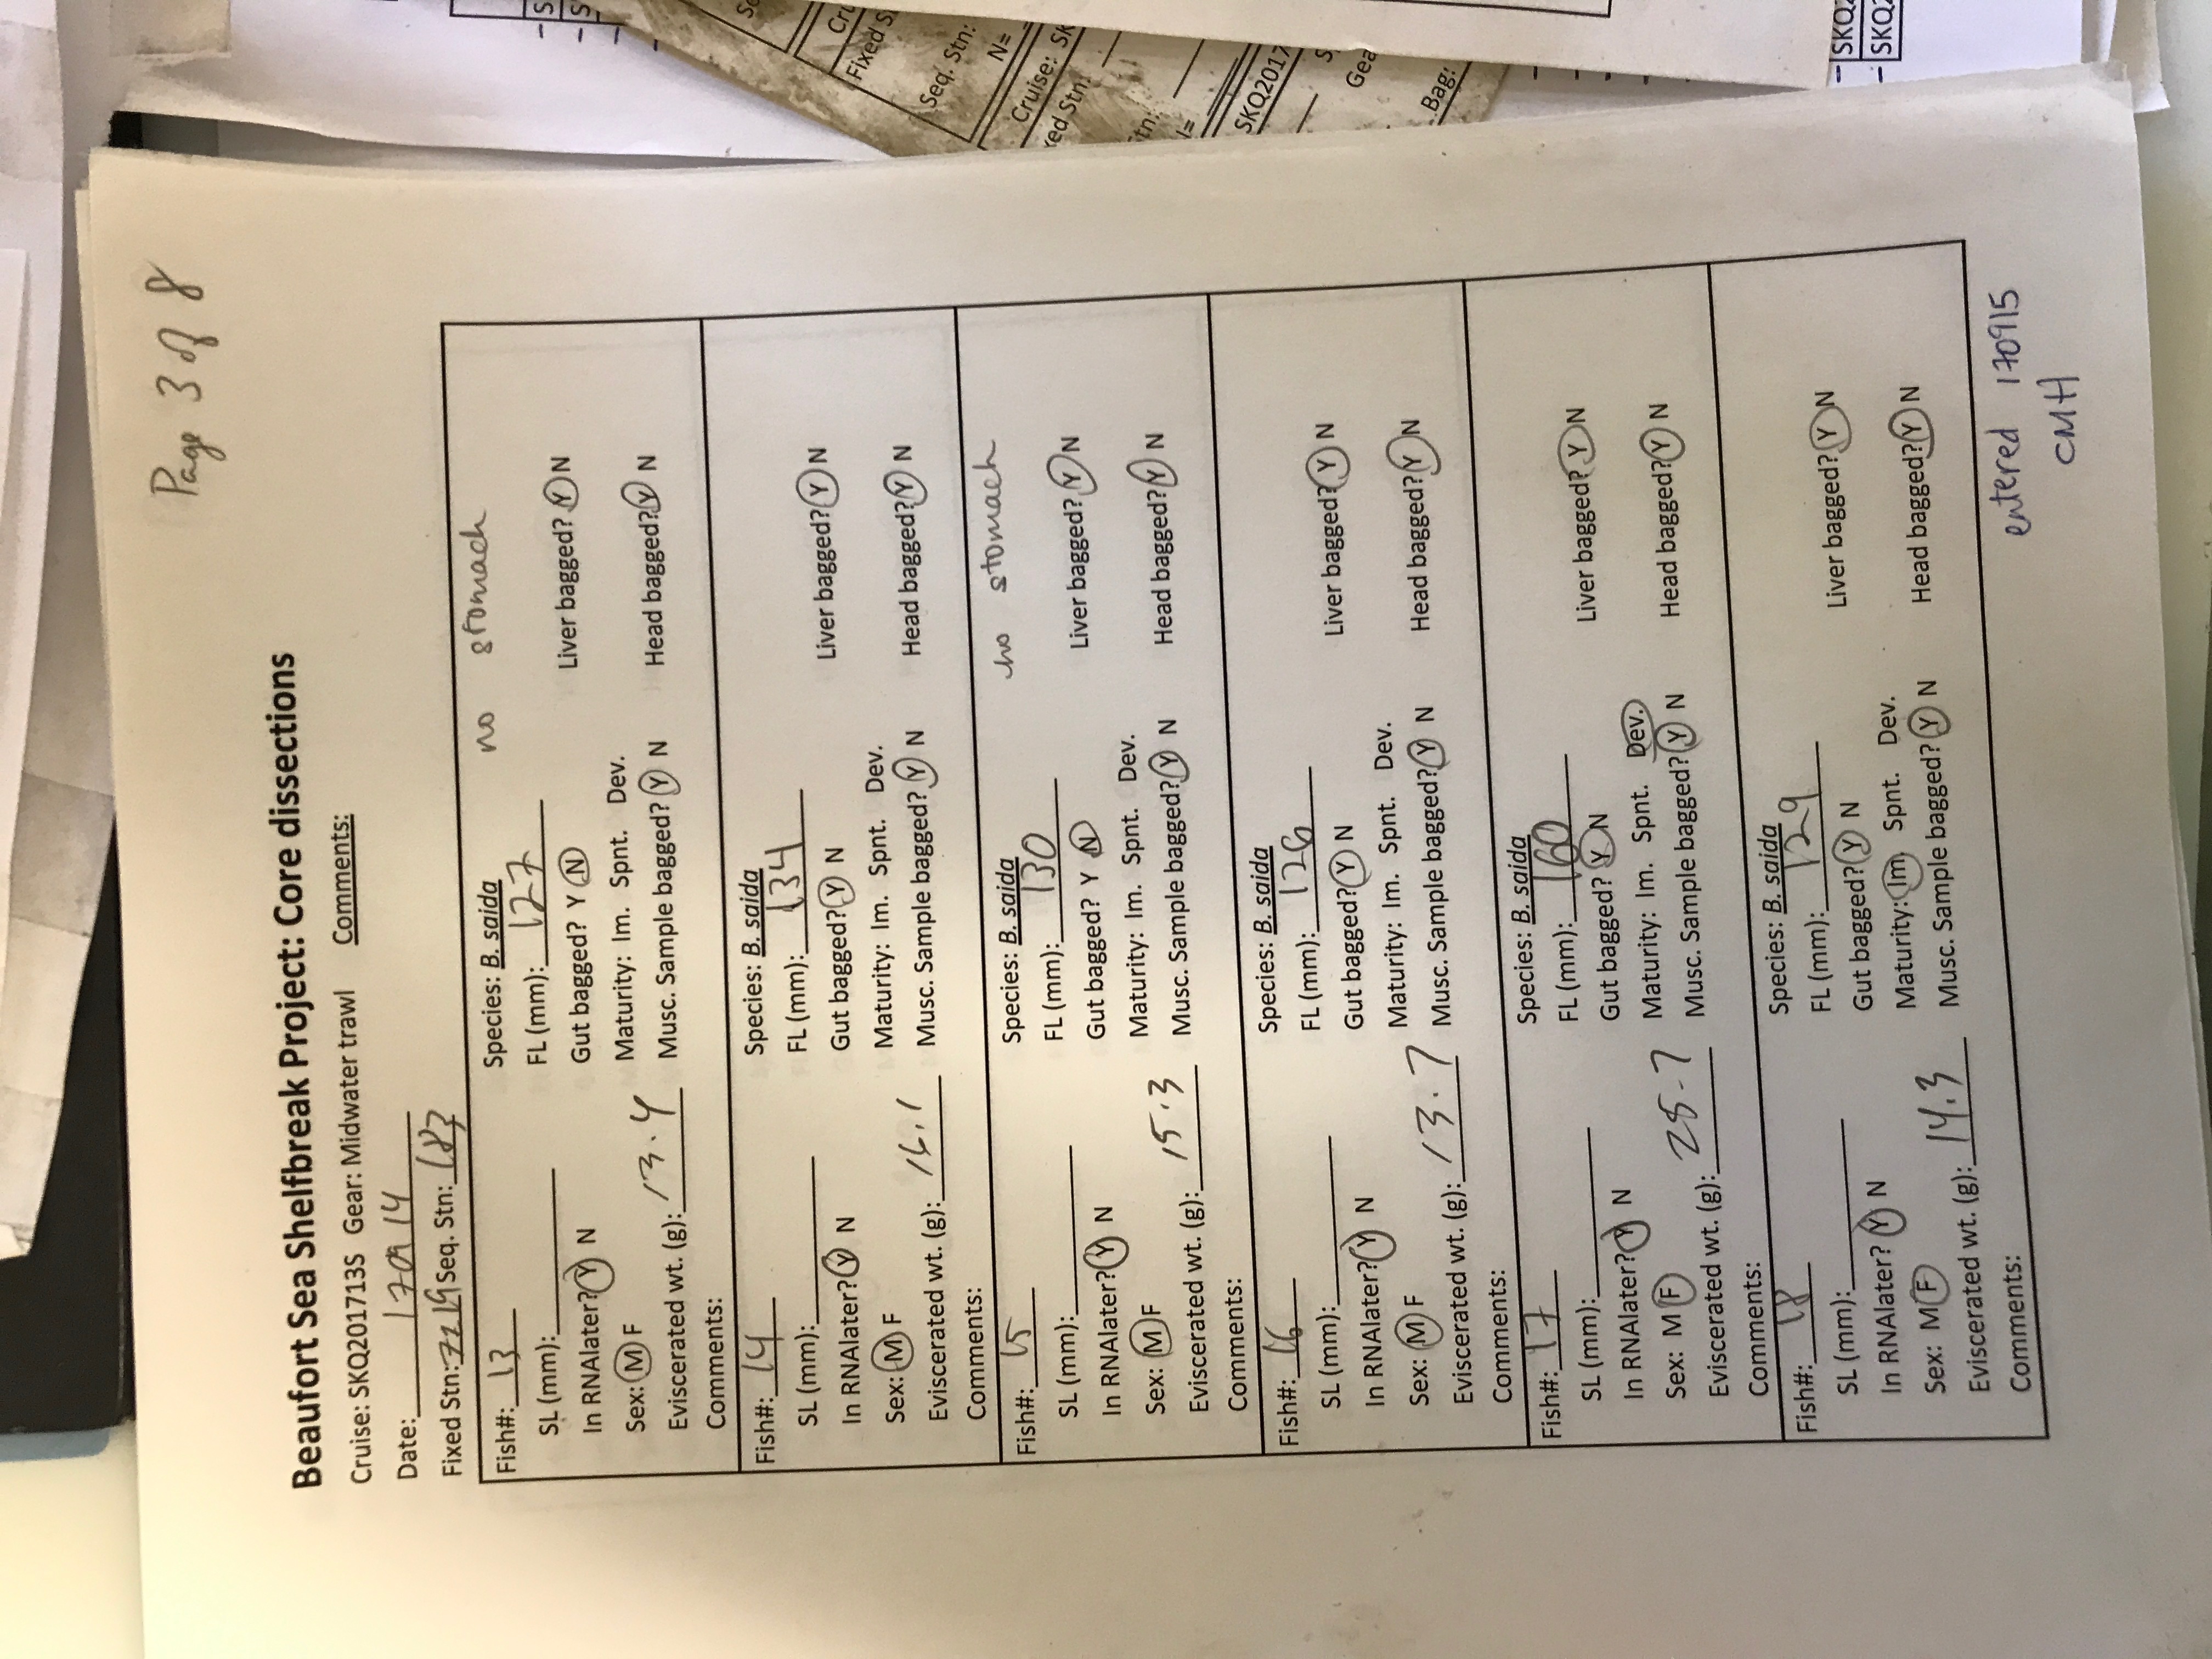 Page 3 of 8
Beaufort Sea Shelfbreak Project: Core dissections
Cruise: SKQ201713S Gear: Midwater trawl Comments:
Date: 170914
Fixed Stn: 7219 Seq. Stn: 183
Fish#: 13 Species: B. saida no stomach
SL (mm): FL (mm): 127
In RNAlater? Y N Gut bagged? Y N Liver bagged? Y N
Sex: M F Maturity: Im. Spnt. Dev.
Eviscerated wt. (g): 13.4 Musc. Sample bagged? Y N Head bagged? Y N
Comments:
Fish#: 14 Species: B. saida
SL (mm): FL (mm): 134
In RNAlater? Y N Gut bagged? Y N Liver bagged? Y N
Sex: M F Maturity: Im. Spnt. Dev.
Eviscerated wt. (g): 16.1 Musc. Sample bagged? Y N Head bagged? Y N
Comments:
Fish#: 15 Species: B. saida no stomach
SL (mm): FL (mm): 130
In RNAlater? Y N Gut bagged? Y N Liver bagged? Y N
Sex: M F Maturity: Im. Spnt. Dev.
Eviscerated wt. (g): 15.3 Musc. Sample bagged? Y N Head bagged? Y N
Comments:
Fish#: 16 Species: B. saida
SL (mm): FL (mm): 126
In RNAlater? Y N Gut bagged? Y N Liver bagged? Y N
Sex: M F Maturity: Im. Spnt. Dev.
Eviscerated wt. (g): 13.7 Musc. Sample bagged? Y N Head bagged? Y N
Comments:
Fish#: 17 Species: B. saida
SL (mm): FL (mm): 160
In RNAlater? Y N Gut bagged? Y N Liver bagged? Y N
Sex: M F Maturity: Im. Spnt. Dev.
Eviscerated wt. (g): 25.7 Musc. Sample bagged? Y N Head bagged? Y N
Comments:
Fish#: 18 Species: B. saida
SL (mm): FL (mm): 129
In RNAlater? Y N Gut bagged? Y N Liver bagged? Y N
Sex: M F Maturity: Im Spnt. Dev.
Eviscerated wt. (g): 14.3 Musc. Sample bagged? Y N Head bagged? Y N
Comments:
entered 170915
CMH
Seq. Stn:
N=
Cruise: SK
SKQ2017
Bag:
SKQ2
SKQ2